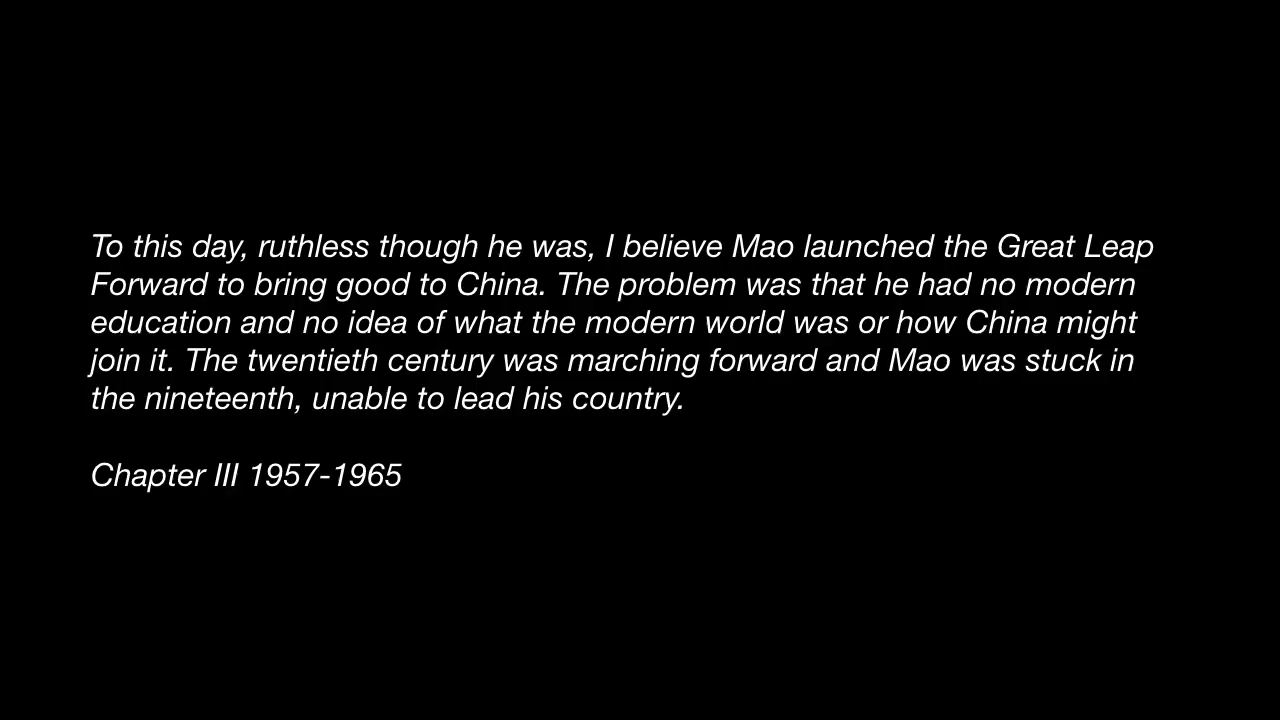 To this day, ruthless though he was, I believe Mao launched the Great Leap
Forward to bring good to China. The problem was that he had no modern
education and no idea of what the modern world was or how China might
join it. The twentieth century was marching forward and Mao was stuck in
the nineteenth, unable to lead his country.
Chapter III 1957-1965